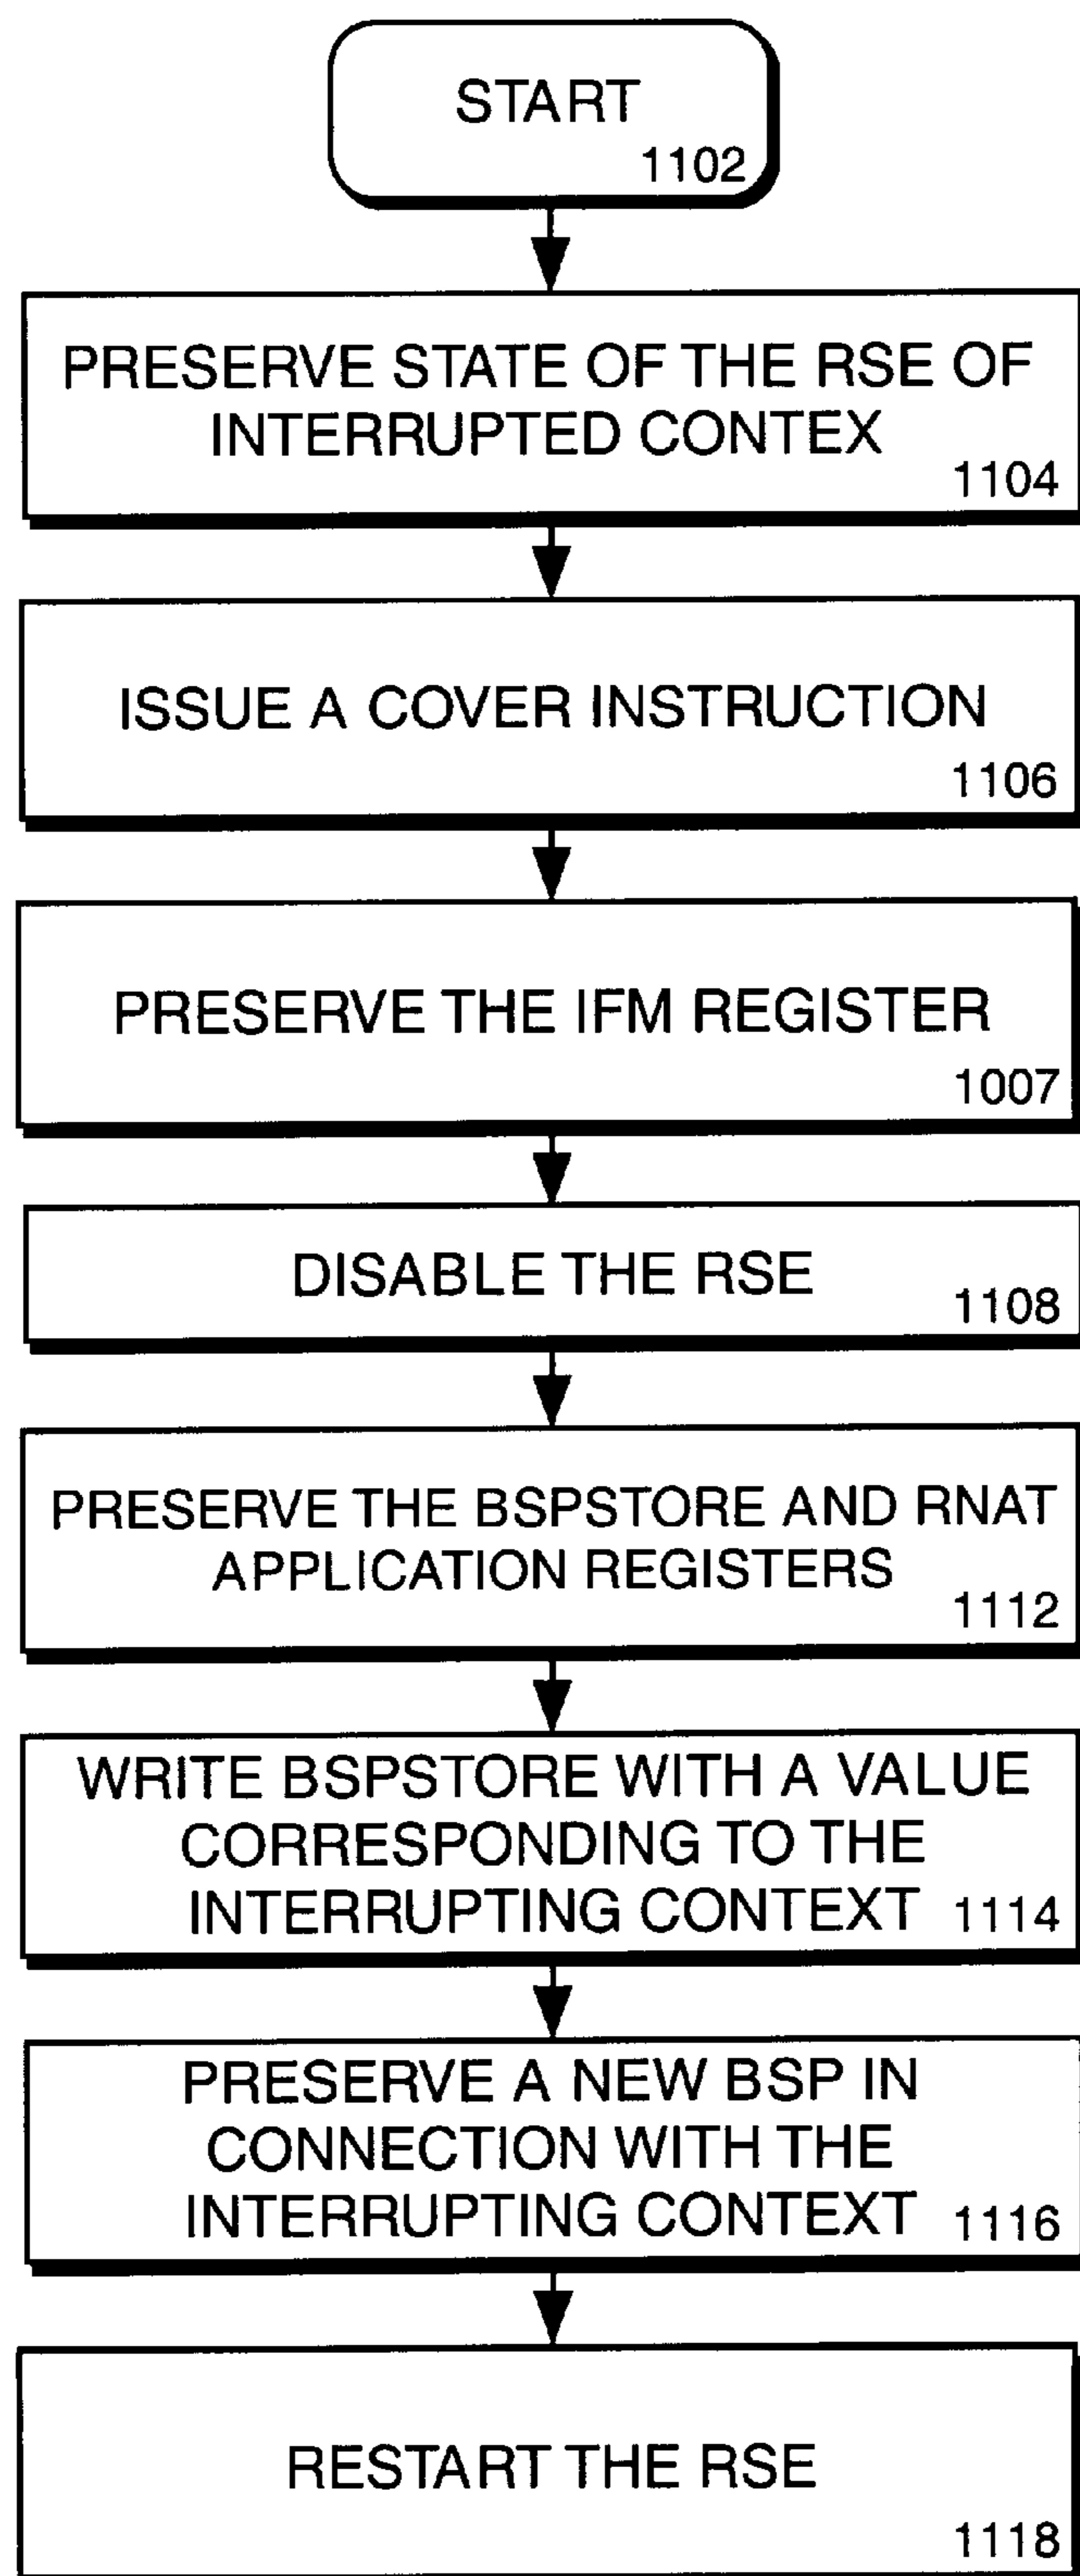 START
1102
PRESERVE STATE OF THE RSE OF
INTERRUPTED CONTEX
1104
ISSUE A COVER INSTRUCTION
1106
PRESERVE THE IFM REGISTER
1007
DISABLE THE RSE
1108
PRESERVE THE BSPSTORE AND RNAT
APPLICATION REGISTERS
1112
WRITE BSPSTORE WITH A VALUE
CORRESPONDING TO THE
INTERRUPTING CONTEXT 1114
PRESERVE A NEW BSP IN
CONNECTION WITH THE
INTERRUPTING CONTEXT 1116
RESTART THE RSE
1118